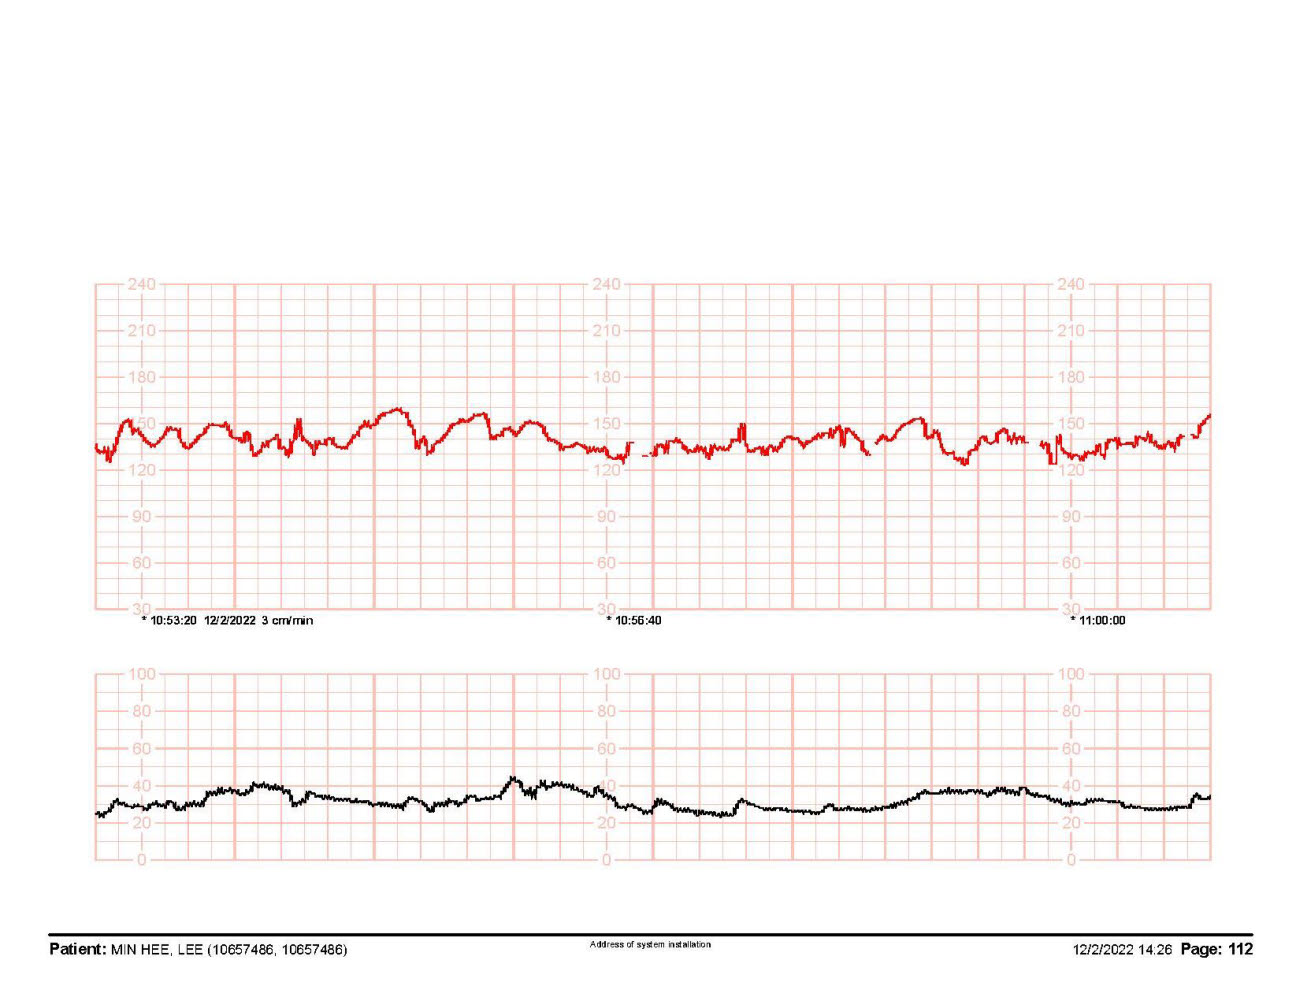 240 240 240
210 210 210
180 180 180
150 150 150
120 120 120
90 90 90
60 60 60
30 30 30
* 10:53:20 12/2/2022 3 cm/min * 10:56:40 * 11:00:00
100 100 100
80 80 80
60 60 60
40 40 40
20 20 20
0 0 0
Patient: MIN HEE, LEE (10657486, 10657486) Address of system installation 12/2/2022 14:26 Page: 112